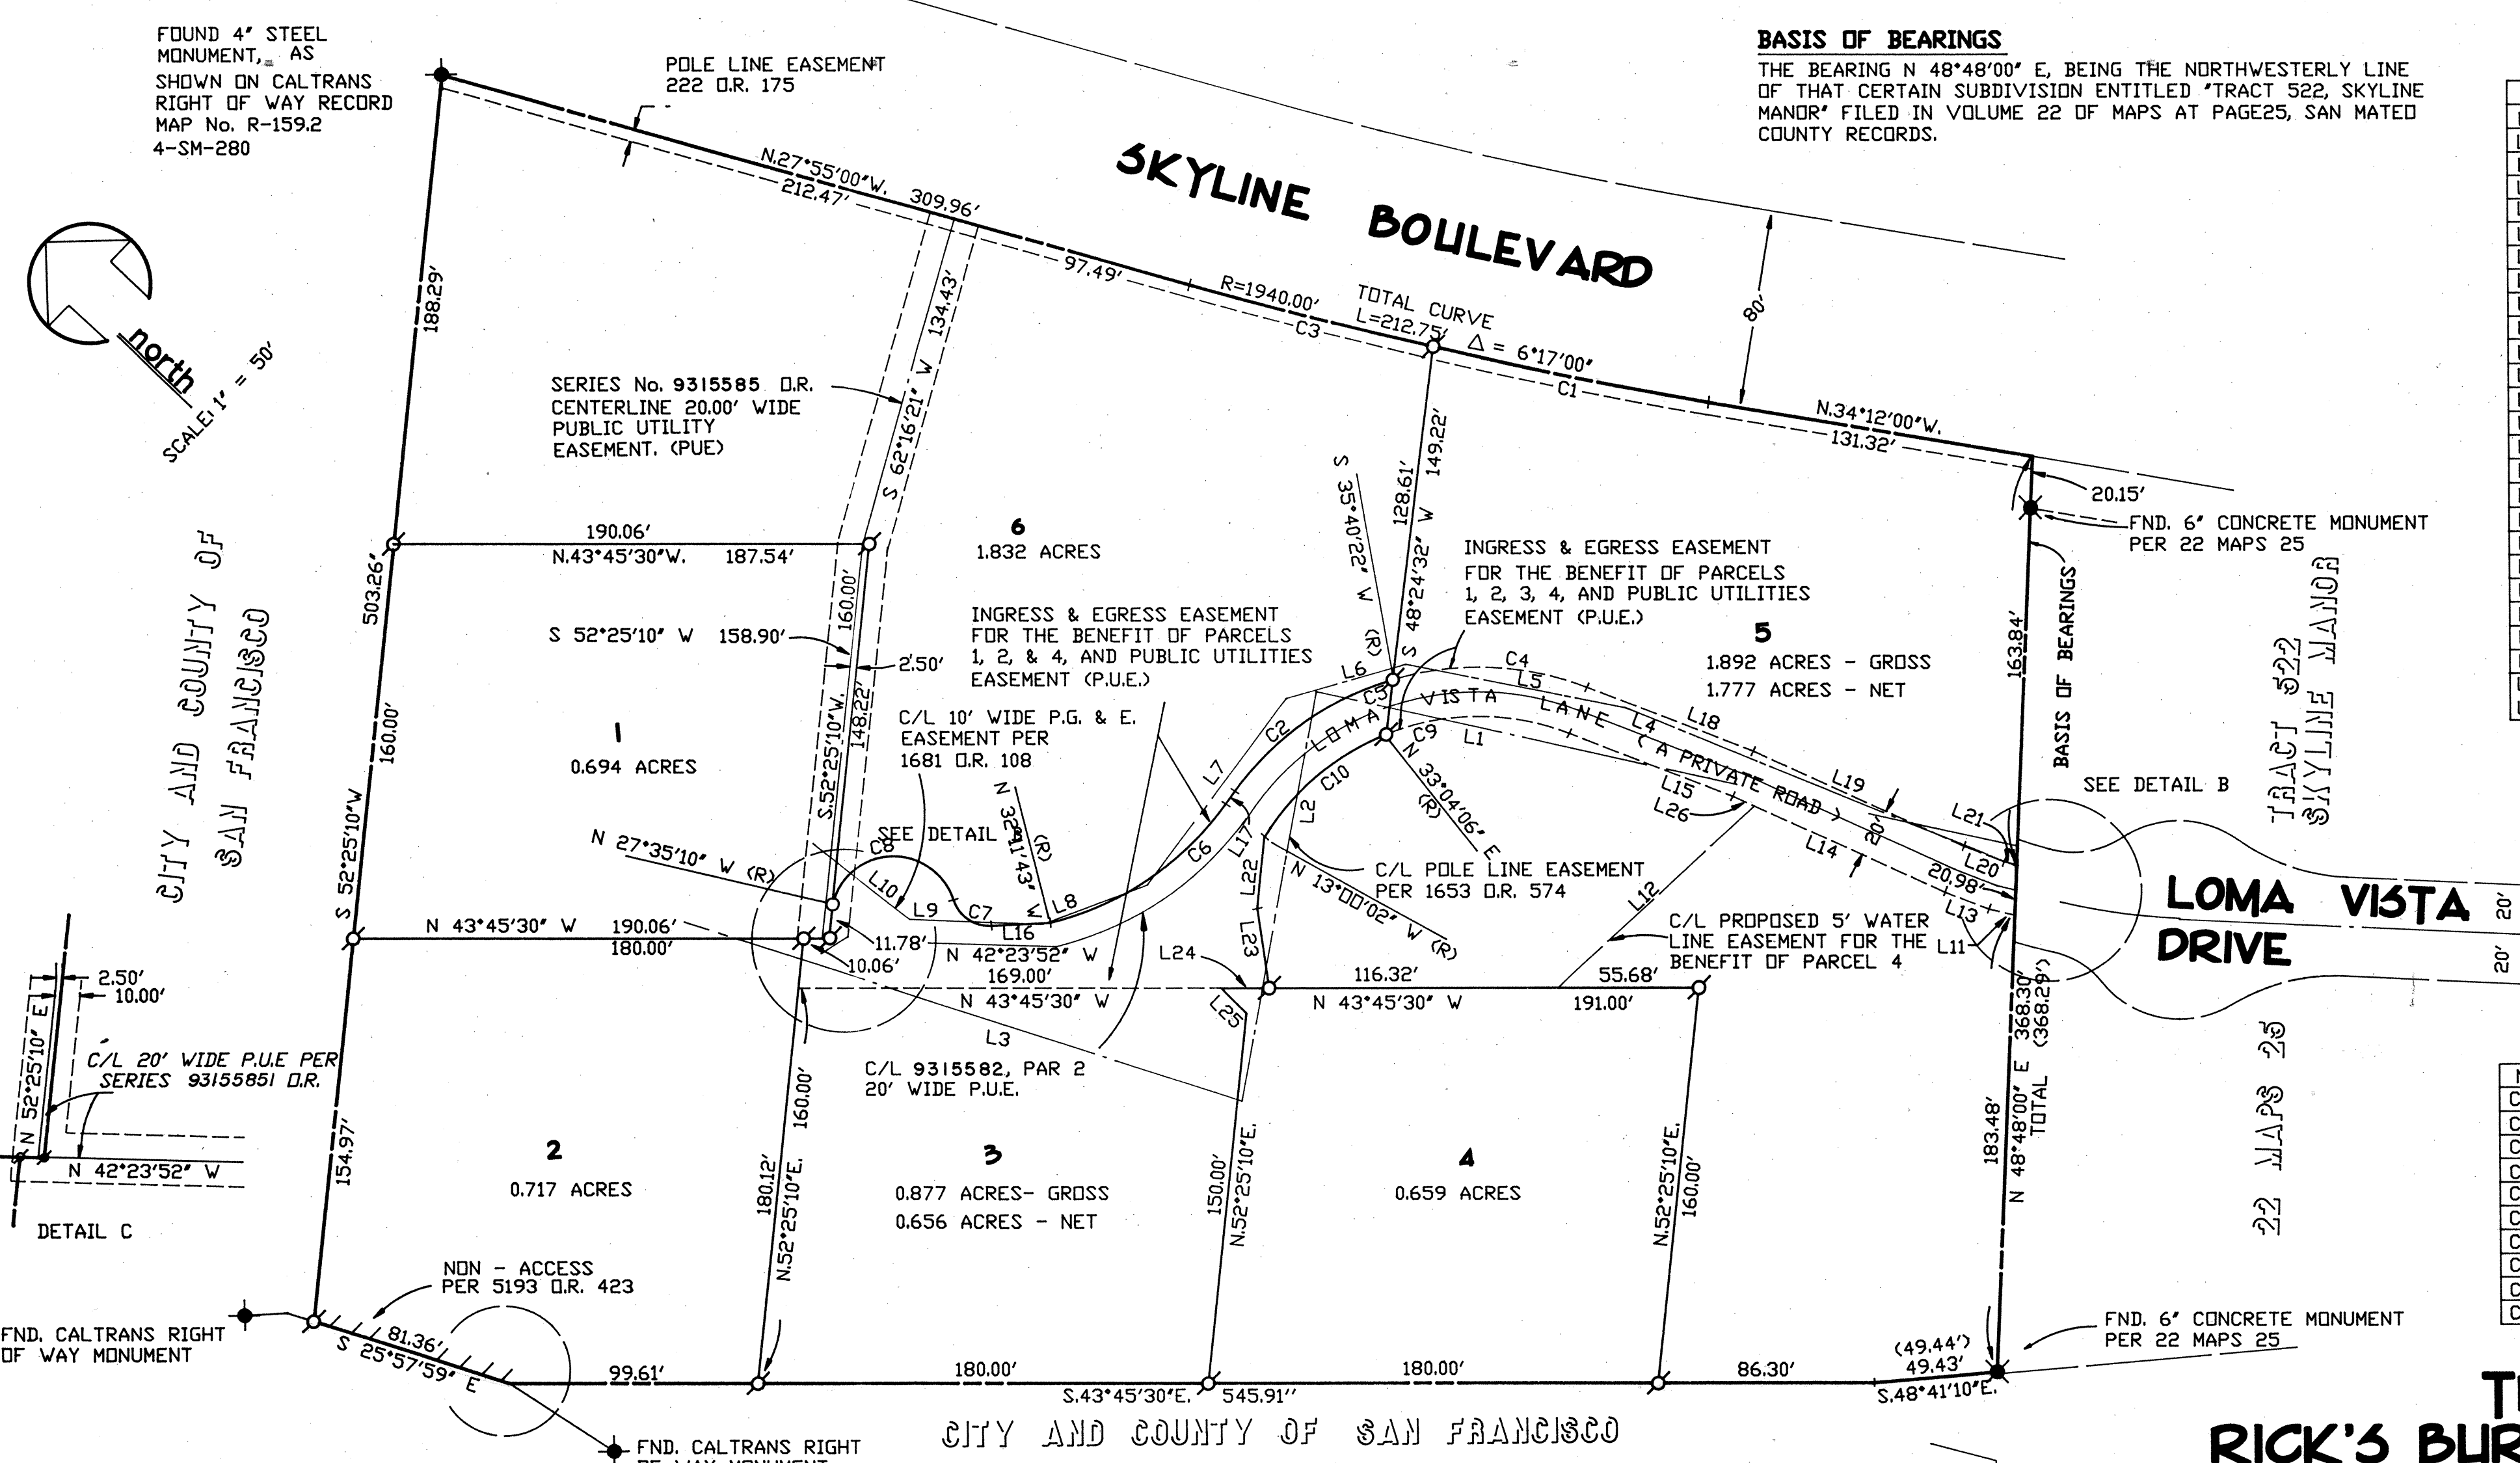 FOUND 4" STEEL
MONUMENT, AS
SHOWN ON CALTRANS
RIGHT OF WAY RECORD
MAP No. R-159.2
4-SM-280
POLE LINE EASEMENT
222 O.R. 175
BASIS OF BEARINGS
THE BEARING N 48°48'00" E, BEING THE NORTHWESTERLY LINE
OF THAT CERTAIN SUBDIVISION ENTITLED "TRACT 522, SKYLINE
MANOR" FILED IN VOLUME 22 OF MAPS AT PAGE25, SAN MATEO
COUNTY RECORDS.
north
SCALE: 1" = 50'
SKYLINE BOULEVARD
N.27°55'00"W. 309.96'
212.47'
97.49'
R=1940.00'
C3
TOTAL CURVE
L=212.75' Δ = 6°17'00"
C1
80'
N.34°12'00"W.
131.32'
20.15'
FND. 6" CONCRETE MONUMENT
PER 22 MAPS 25
188.29'
503.26"
160.00'
S 52°25'10"W
154.97'
CITY AND COUNTY OF
SAN FRANCISCO
SERIES No. 9315585 O.R.
CENTERLINE 20.00' WIDE
PUBLIC UTILITY
EASEMENT. (PUE)
S 62°16'21" W 134.43'
190.06'
N.43°45'30"W. 187.54'
6
1.832 ACRES
160.00'
S 52°25'10" W 158.90'
2.50'
S.52°25'10"W.
148.22'
1
0.694 ACRES
INGRESS & EGRESS EASEMENT
FOR THE BENEFIT OF PARCELS
1, 2, & 4, AND PUBLIC UTILITIES
EASEMENT (P.U.E.)
C/L 10' WIDE P.G. & E.
EASEMENT PER
1681 O.R. 108
S 35°40'22" W (R)
128.61'
149.22'
S 48°24'32" W
INGRESS & EGRESS EASEMENT
FOR THE BENEFIT OF PARCELS
1, 2, 3, 4, AND PUBLIC UTILITIES
EASEMENT (P.U.E.)
5
1.892 ACRES - GROSS
1.777 ACRES - NET
163.84'
BASIS OF BEARINGS
TRACT 522
SKYLINE MANOR
22 MAPS 25
L6
C5
C4
L5
L4
L18
L19
C2
L7
LOMA VISTA LANE ( A PRIVATE ROAD )
C9
L1
C10
L2
L15
L26
20'
L14
L20
L21
20.98'
L13
L11
N 33°04'06" E
(R)
SEE DETAIL B
SEE DETAIL
N 32°11'43" E
(R)
C8
L10
L9
C7
L16
L8
C6
L17
L22
L23
L12
N 27°35'10" W (R)
N 13°00'02" W (R)
C/L POLE LINE EASEMENT
PER 1653 O.R. 574
C/L PROPOSED 5' WATER
LINE EASEMENT FOR THE
BENEFIT OF PARCEL 4
LOMA VISTA
DRIVE
20'
20'
N 43°45'30" W 190.06'
180.00'
11.78'
10.06'
N 42°23'52" W
169.00'
N 43°45'30" W
L24
L25
L3
116.32'
55.68'
N 43°45'30" W
191.00'
C/L 9315582, PAR 2
20' WIDE P.U.E.
2.50'
10.00'
N 52°25'10" E
C/L 20' WIDE P.U.E PER
SERIES 93155851 O.R.
N 42°23'52" W
DETAIL C
2
0.717 ACRES
160.00'
180.12'
N.52°25'10"E.
3
0.877 ACRES- GROSS
0.656 ACRES - NET
150.00'
N.52°25'10"E.
4
0.659 ACRES
N.52°25'10"E.
160.00'
183.48'
N 48°48'00" E 368.30'
TOTAL (368.29')
NON - ACCESS
PER 5193 O.R. 423
FND. CALTRANS RIGHT
OF WAY MONUMENT
81.36'
S 25°57'59" E
99.61'
180.00'
S.43°45'30"E. 545.91''
180.00'
86.30'
(49.44')
49.43'
S.48°41'10"E.
FND. 6" CONCRETE MONUMENT
PER 22 MAPS 25
CITY AND COUNTY OF SAN FRANCISCO
FND. CALTRANS RIGHT
OF WAY MONUMENT
RICK'S BUR